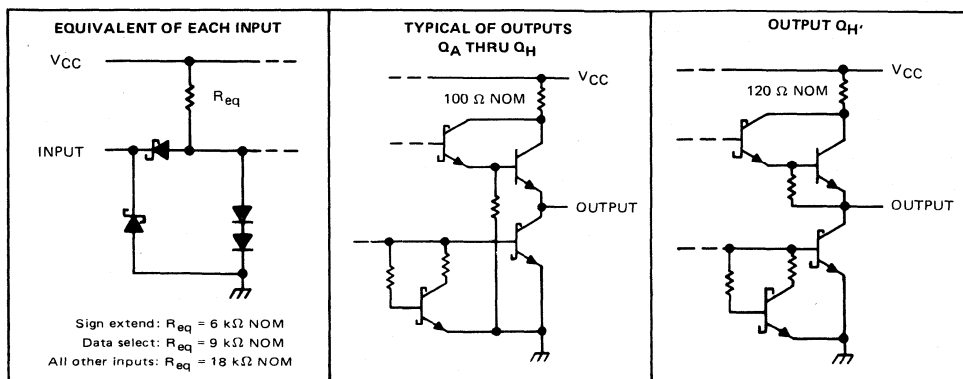 EQUIVALENT OF EACH INPUT
VCC
Req
INPUT
Sign extend: Req = 6 kΩ NOM
Data select: Req = 9 kΩ NOM
All other inputs: Req = 18 kΩ NOM
TYPICAL OF OUTPUTS
QA THRU QH
VCC
100 Ω NOM
OUTPUT
OUTPUT QH'
VCC
120 Ω NOM
OUTPUT